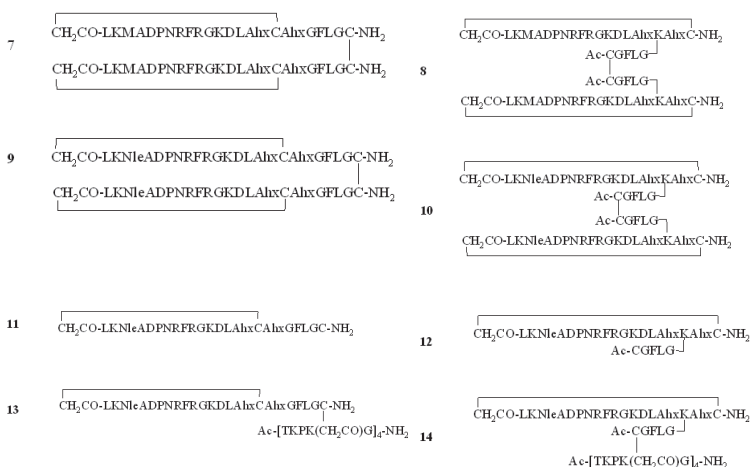 7
CH₂CO-LKMADPNRFRGKDLAhxCAhxGFLGC-NH₂
CH₂CO-LKMADPNRFRGKDLAhxCAhxGFLGC-NH₂
8
CH₂CO-LKMADPNRFRGKDLAhxKAhxC-NH₂
Ac-CGFLG
Ac-CGFLG
CH₂CO-LKMADPNRFRGKDLAhxKAhxC-NH₂
9
CH₂CO-LKNleADPNRFRGKDLAhxCAhxGFLGC-NH₂
CH₂CO-LKNleADPNRFRGKDLAhxCAhxGFLGC-NH₂
10
CH₂CO-LKNleADPNRFRGKDLAhxKAhxC-NH₂
Ac-CGFLG
Ac-CGFLG
CH₂CO-LKNleADPNRFRGKDLAhxKAhxC-NH₂
11
CH₂CO-LKNleADPNRFRGKDLAhxCAhxGFLGC-NH₂
12
CH₂CO-LKNleADPNRFRGKDLAhxKAhxC-NH₂
Ac-CGFLG
13
CH₂CO-LKNleADPNRFRGKDLAhxCAhxGFLGC-NH₂
Ac-[TKPK(CH₂CO)G]₄-NH₂
14
CH₂CO-LKNleADPNRFRGKDLAhxKAhxC-NH₂
Ac-CGFLG
Ac-[TKPK(CH₂CO)G]₄-NH₂